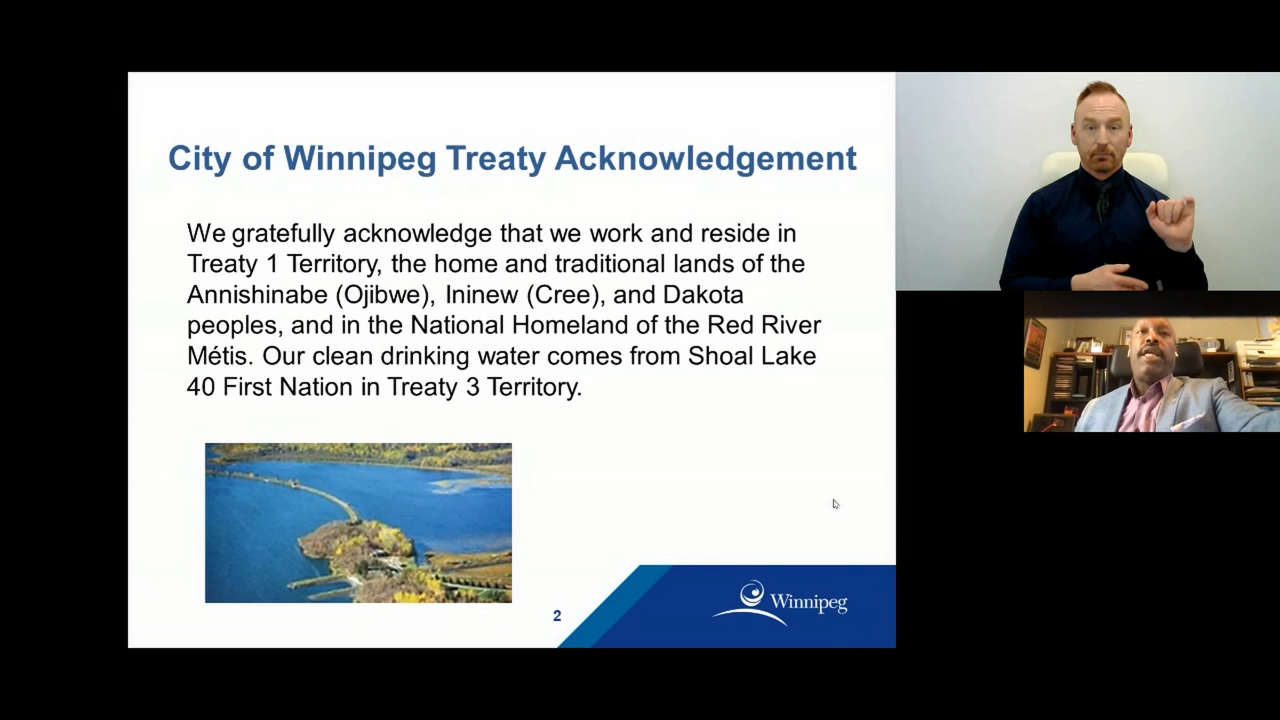 City of Winnipeg Treaty Acknowledgement
We gratefully acknowledge that we work and reside in
Treaty 1 Territory, the home and traditional lands of the
Annishinabe (Ojibwe), Ininew (Cree), and Dakota
peoples, and in the National Homeland of the Red River
Métis. Our clean drinking water comes from Shoal Lake
40 First Nation in Treaty 3 Territory.
2
Winnipeg